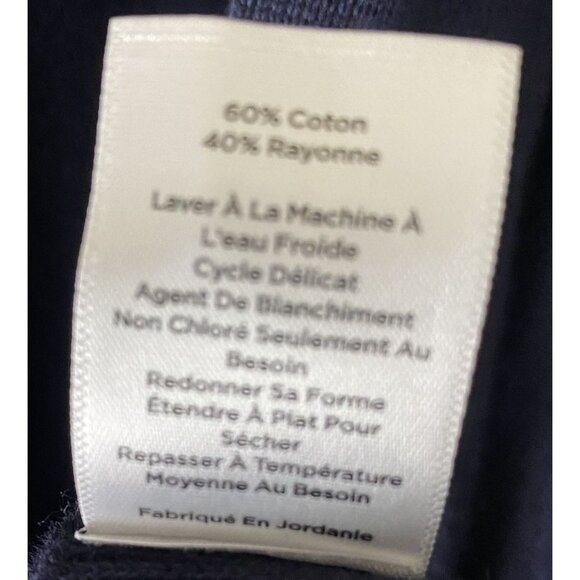 60% Coton
40% Rayonne
Laver À La Machine À
L'eau Froide
Cycle Délicat
Agent De Blanchiment
Non Chloré Seulement Au
Besoin
Redonner Sa Forme
Étendre À Plat Pour
Sécher
Repasser À Température
Moyenne Au Besoin
Fabriqué En Jordanie